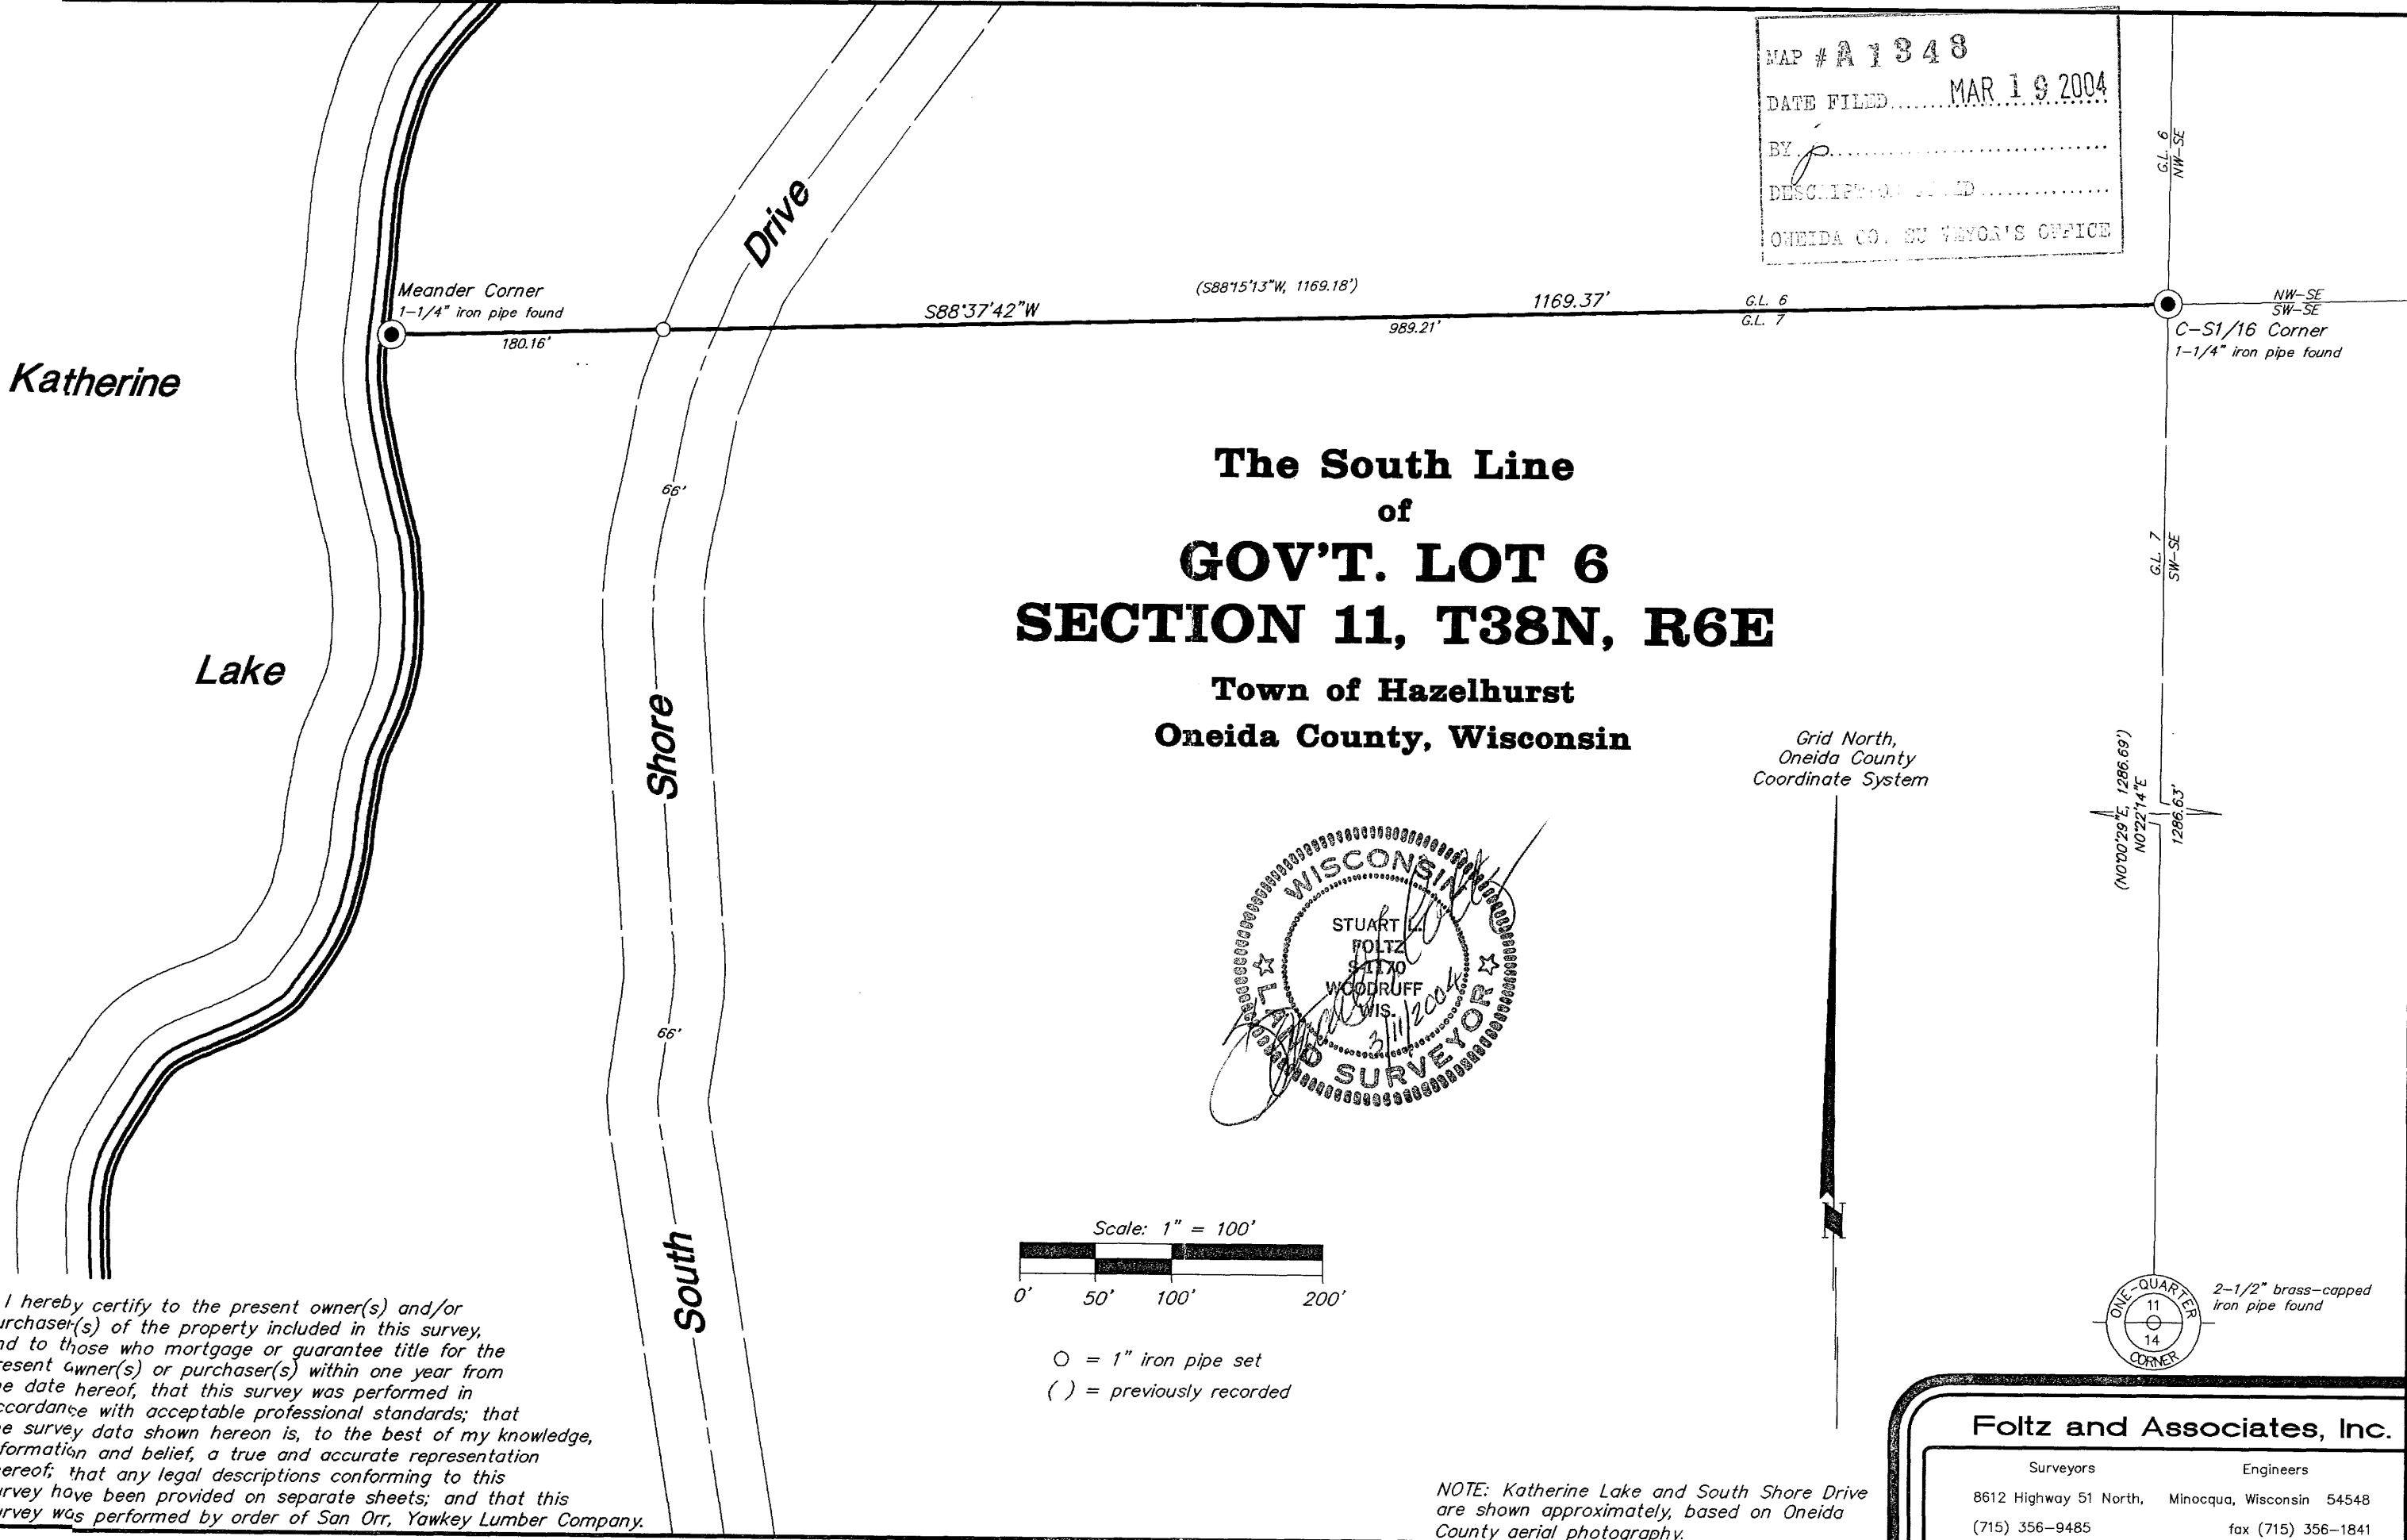 MAP # A1348
DATE FILED MAR 19 2004
BY
ONEIDA CO. SURVEYOR'S OFFICE
G.L. 6
NW-SE
Drive
Meander Corner
1-1/4" iron pipe found
180.16'
S88°37'42"W
(S88°15'13"W, 1169.18')
989.21'
1169.37'
G.L. 6
G.L. 7
NW-SE
SW-SE
C-S1/16 Corner
1-1/4" iron pipe found
Katherine
Lake
66'
Shore
66'
South
The South Line
of
GOV'T. LOT 6
SECTION 11, T38N, R6E
Town of Hazelhurst
Oneida County, Wisconsin
G.L. 7
SW-SE
Grid North,
Oneida County
Coordinate System
N
(N0°00'29"E, 1286.69')
N0°22'14"E
1286.63'
WISCONSIN
STUART L.
FOLTZ
S-1170
WOODRUFF
WIS.
LAND SURVEYOR
3/11/2004
Scale: 1" = 100'
0' 50' 100' 200'
O = 1" iron pipe set
( ) = previously recorded
ONE-QUARTER
11
14
CORNER
2-1/2" brass-capped
iron pipe found
I hereby certify to the present owner(s) and/or
urchaser(s) of the property included in this survey,
nd to those who mortgage or guarantee title for the
esent owner(s) or purchaser(s) within one year from
e date hereof, that this survey was performed in
ccordance with acceptable professional standards; that
e survey data shown hereon is, to the best of my knowledge,
formation and belief, a true and accurate representation
ereof; that any legal descriptions conforming to this
rvey have been provided on separate sheets; and that this
urvey was performed by order of San Orr, Yawkey Lumber Company.
NOTE: Katherine Lake and South Shore Drive
are shown approximately, based on Oneida
County aerial photography.
Foltz and Associates, Inc.
Surveyors Engineers
8612 Highway 51 North, Minocqua, Wisconsin 54548
(715) 356-9485 fax (715) 356-1841